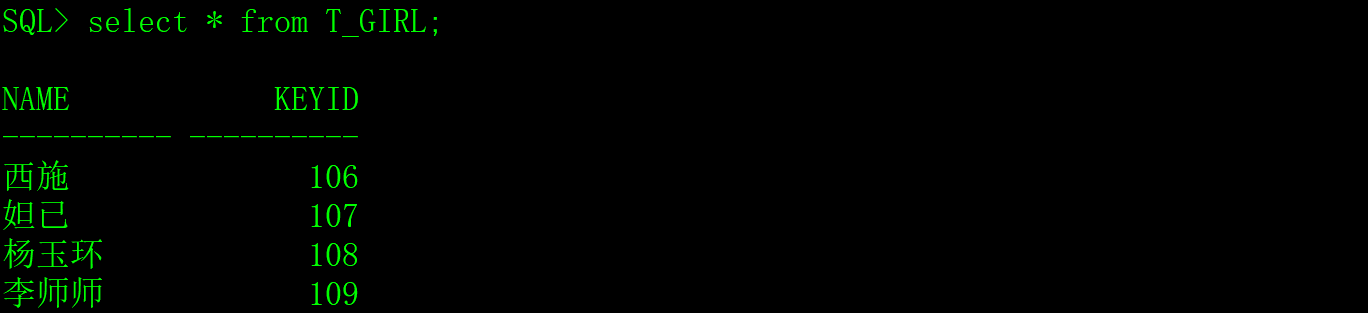 SQL> select * from T_GIRL;
NAME            KEYID
---------- ----------
西施              106
妲己              107
杨玉环            108
李师师            109